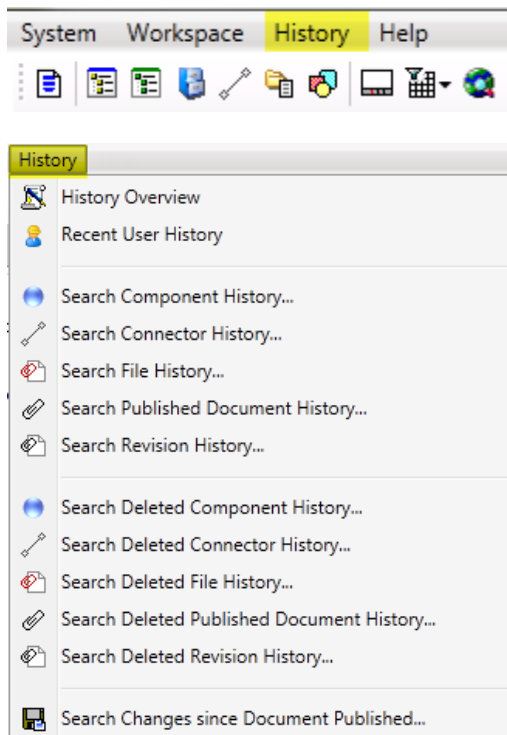 System Workspace History Help
History
History Overview
Recent User History
Search Component History...
Search Connector History...
Search File History...
Search Published Document History...
Search Revision History...
Search Deleted Component History...
Search Deleted Connector History...
Search Deleted File History...
Search Deleted Published Document History...
Search Deleted Revision History...
Search Changes since Document Published...